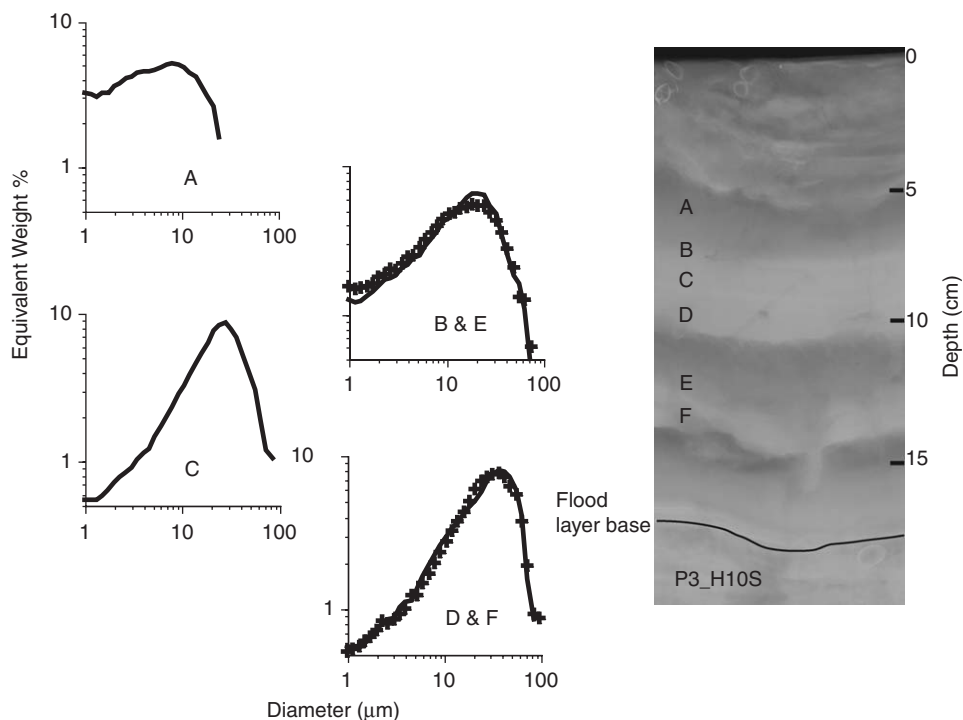 10
1
A
1
10
100
Equivalent Weight %
10
1
C
1
10
100
B & E
1
10
100
10
1
D & F
1
10
100
Diameter (μm)
Flood
layer base
0
5
10
15
Depth (cm)
A
B
C
D
E
F
P3_H10S